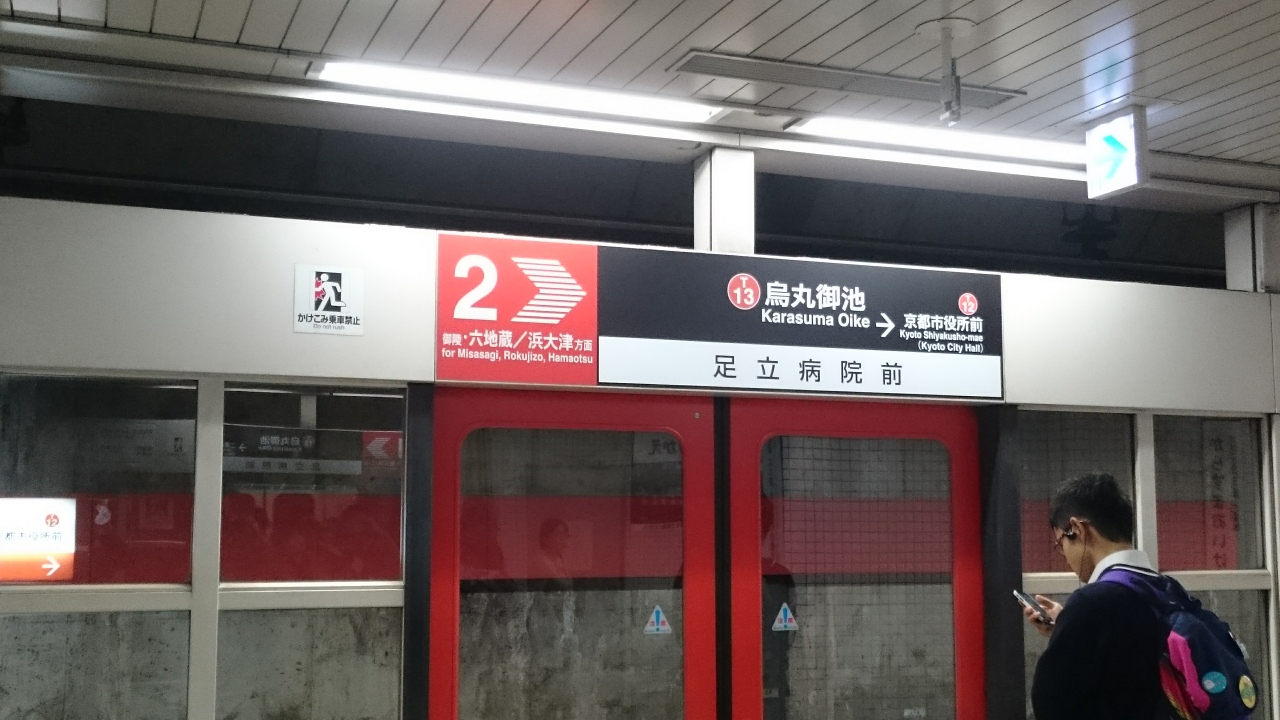 かけこみ乗車禁止
Do not rush
2
御陵・六地蔵／浜大津方面
for Misasagi, Rokujizo, Hamaotsu
T
13
烏丸御池
Karasuma Oike
T
12
京都市役所前
Kyoto Shiyakusho-mae
(Kyoto City Hall)
足立病院前